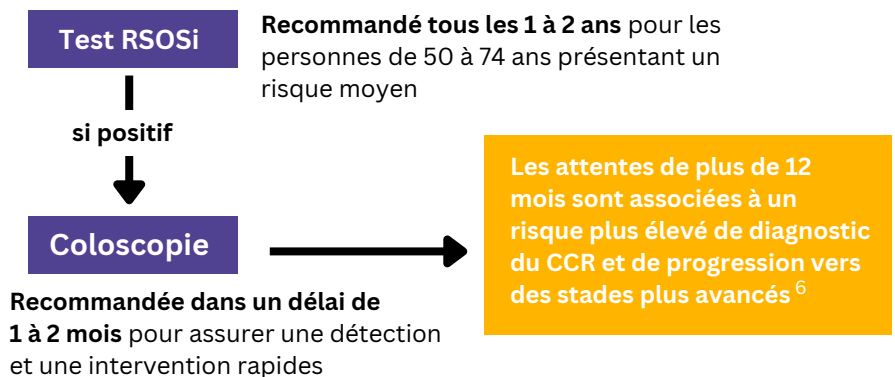 Test RSOSi
Recommandé tous les 1 à 2 ans pour les
personnes de 50 à 74 ans présentant un
risque moyen
si positif
Coloscopie
Recommandée dans un délai de
1 à 2 mois pour assurer une détection
et une intervention rapides
Les attentes de plus de 12
mois sont associées à un
risque plus élevé de diagnostic
du CCR et de progression vers
des stades plus avancés 6